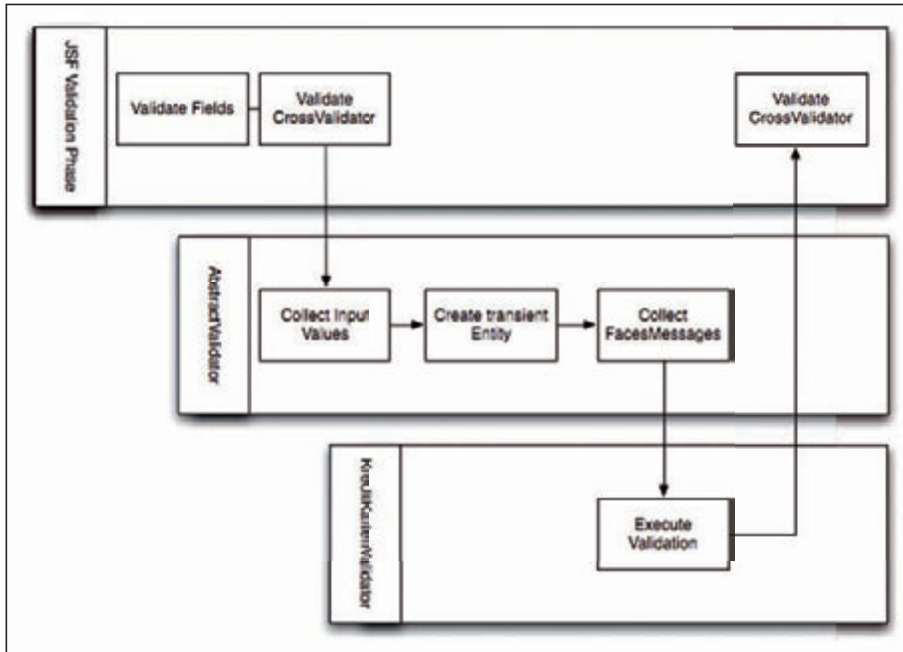 JSF Validation Phase
Validate Fields
Validate
CrossValidator
Validate
CrossValidator
AbstractValidator
Collect Input
Values
Create transient
Entity
Collect
FacesMessages
KreditKartenValidator
Execute
Validation